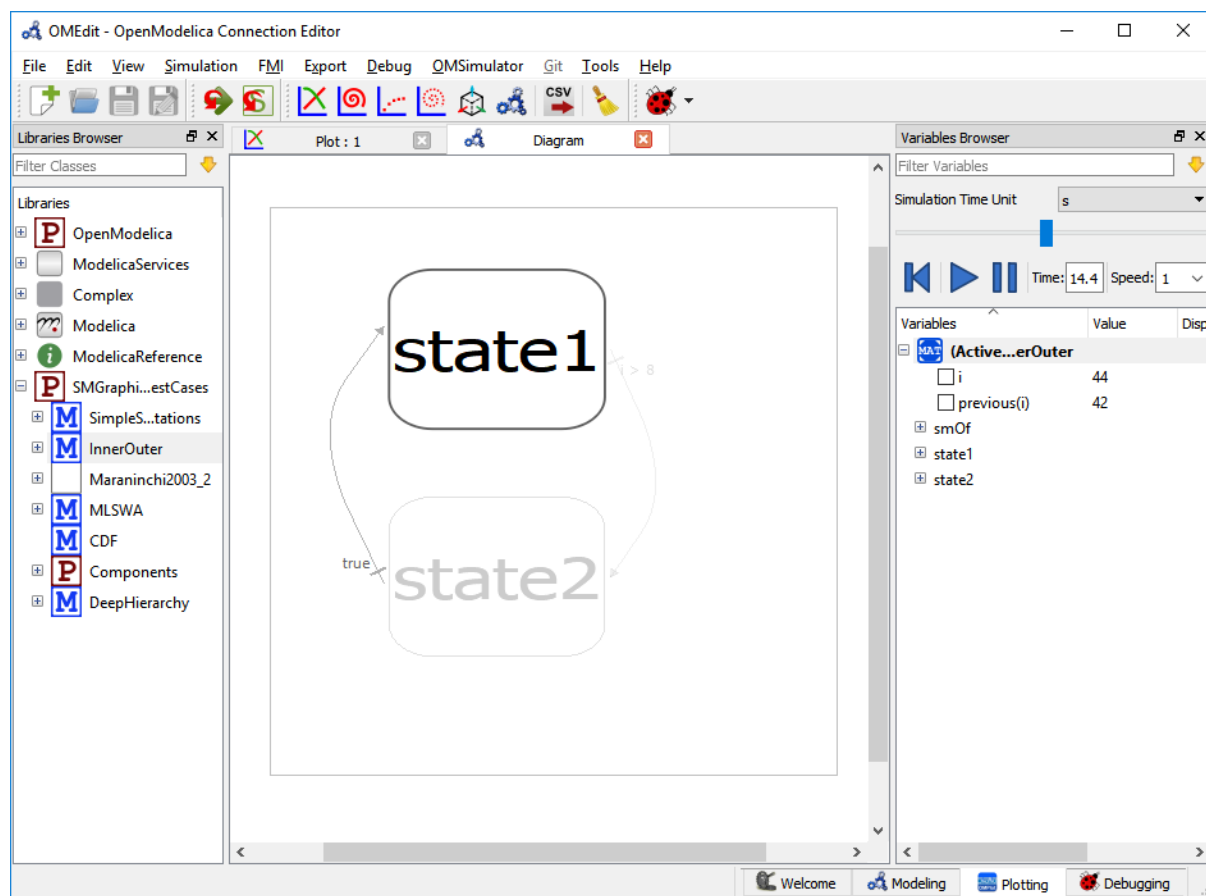 OMEdit - OpenModelica Connection Editor
File Edit View Simulation FMI Export Debug OMSimulator Git Tools Help
CSV
Libraries Browser
Filter Classes
Libraries
P OpenModelica
ModelicaServices
Complex
Modelica
i ModelicaReference
P SMGraphi...estCases
M SimpleS...tations
M InnerOuter
Maraninchi2003_2
M MLSWA
M CDF
P Components
M DeepHierarchy
Plot : 1
Diagram
state1
i > 8
true
state2
Variables Browser
Filter Variables
Simulation Time Unit s
Time: 14.4 Speed: 1
Variables Value Disp
MAT (Active...erOuter
i 44
previous(i) 42
smOf
state1
state2
Welcome Modeling Plotting Debugging